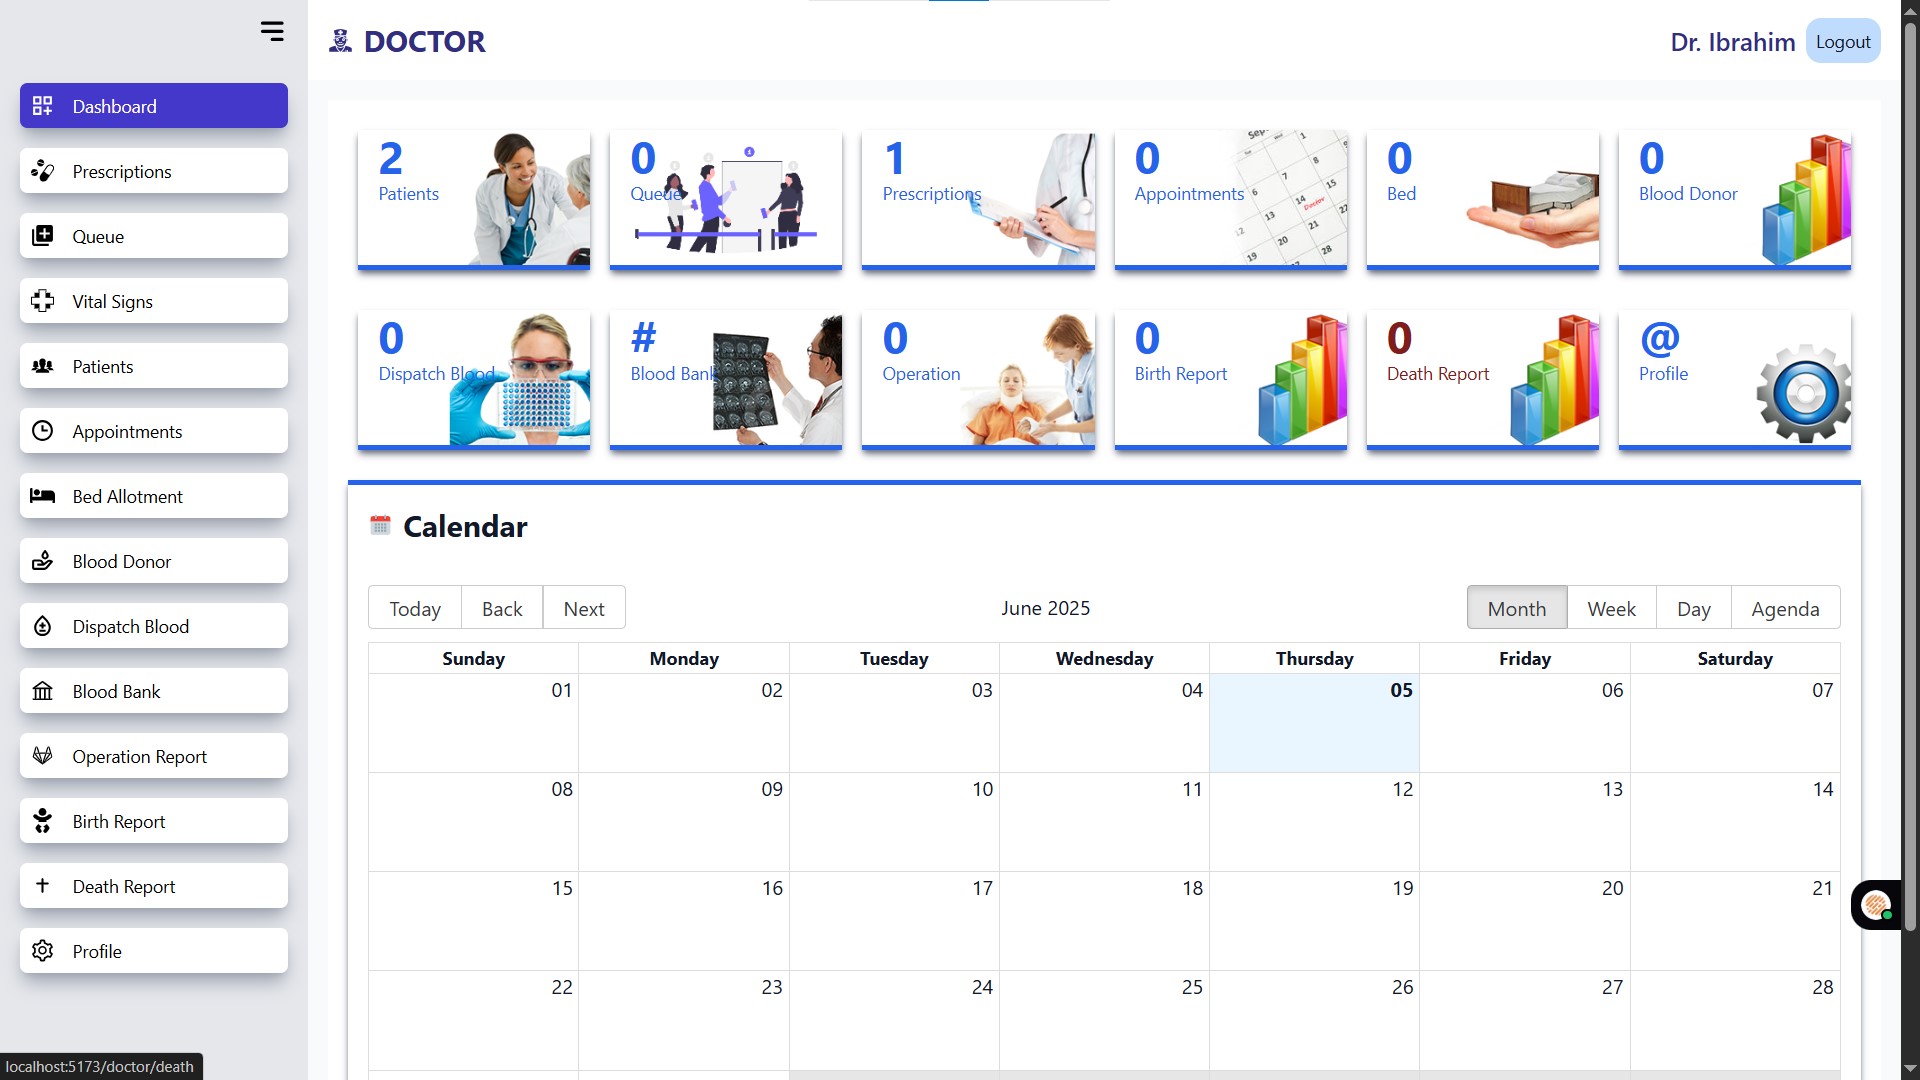 DOCTOR
Dr. Ibrahim
Logout
Dashboard
Prescriptions
Queue
Vital Signs
Patients
Appointments
Bed Allotment
Blood Donor
Dispatch Blood
Blood Bank
Operation Report
Birth Report
Death Report
Profile
2
Patients
0
Queue
1
Prescriptions
0
Appointments
0
Bed
0
Blood Donor
0
Dispatch Blood
#
Blood Bank
0
Operation
0
Birth Report
0
Death Report
@
Profile
Calendar
Today Back Next
June 2025
Month Week Day Agenda
Sunday Monday Tuesday Wednesday Thursday Friday Saturday
01 02 03 04 05 06 07
08 09 10 11 12 13 14
15 16 17 18 19 20 21
22 23 24 25 26 27 28
localhost:5173/doctor/death